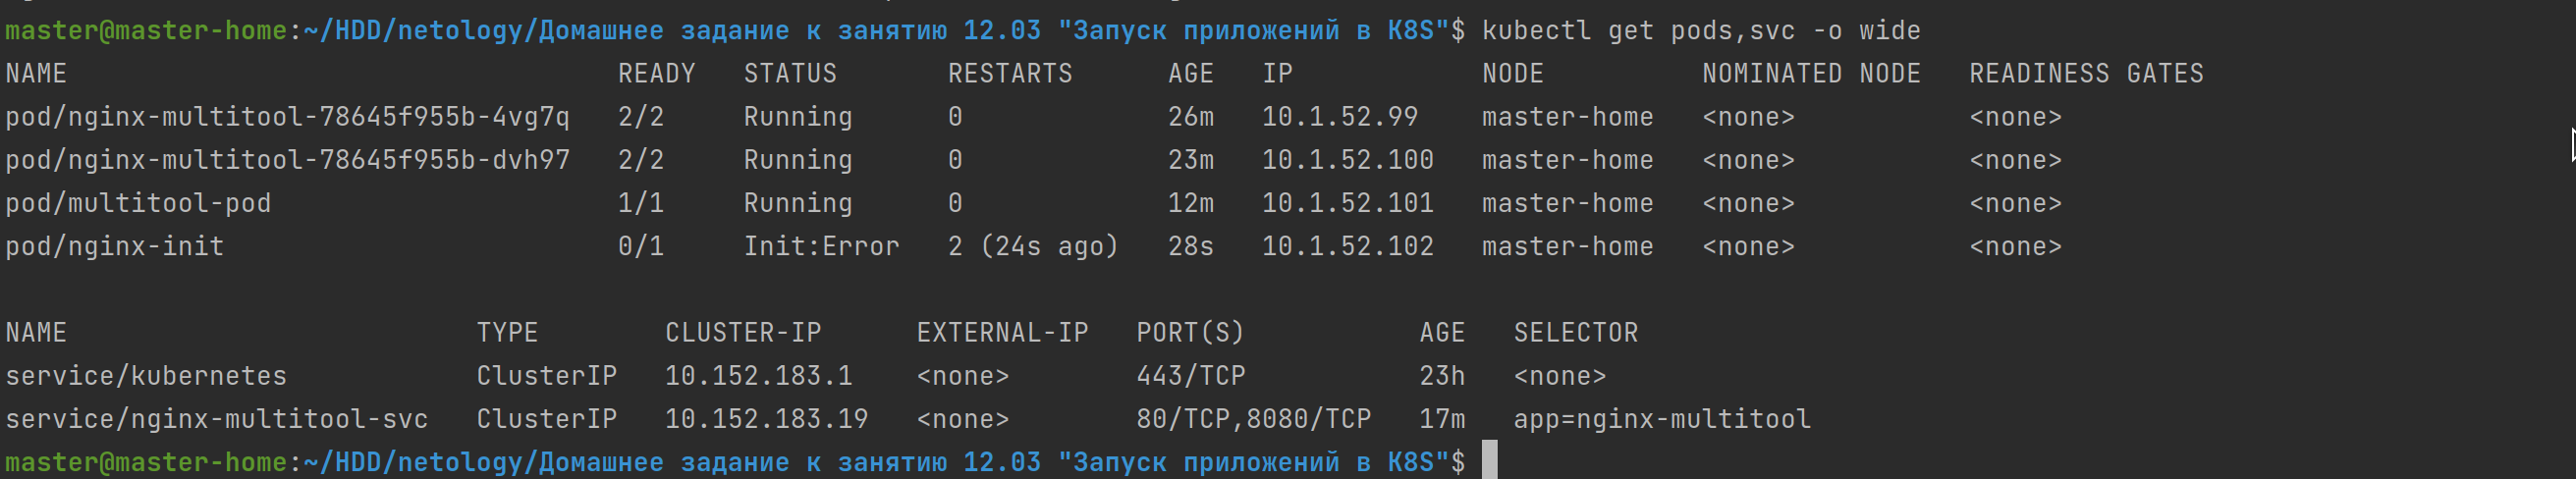 master@master-home:~/HDD/netology/Домашнее задание к занятию 12.03 "Запуск приложений в K8S"$ kubectl get pods,svc -o wide
NAME READY STATUS RESTARTS AGE IP NODE NOMINATED NODE READINESS GATES
pod/nginx-multitool-78645f955b-4vg7q 2/2 Running 0 26m 10.1.52.99 master-home <none> <none>
pod/nginx-multitool-78645f955b-dvh97 2/2 Running 0 23m 10.1.52.100 master-home <none> <none>
pod/multitool-pod 1/1 Running 0 12m 10.1.52.101 master-home <none> <none>
pod/nginx-init 0/1 Init:Error 2 (24s ago) 28s 10.1.52.102 master-home <none> <none>
NAME TYPE CLUSTER-IP EXTERNAL-IP PORT(S) AGE SELECTOR
service/kubernetes ClusterIP 10.152.183.1 <none> 443/TCP 23h <none>
service/nginx-multitool-svc ClusterIP 10.152.183.19 <none> 80/TCP,8080/TCP 17m app=nginx-multitool
master@master-home:~/HDD/netology/Домашнее задание к занятию 12.03 "Запуск приложений в K8S"$